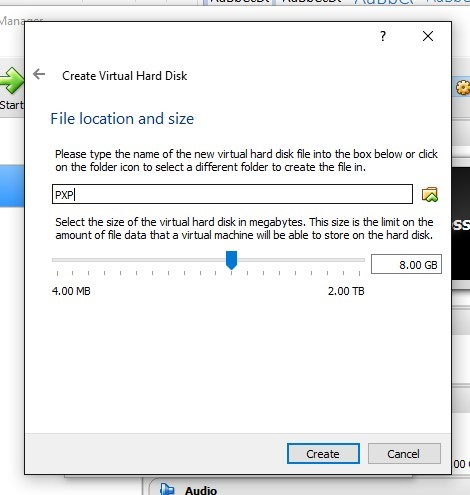 Manager
?
Create Virtual Hard Disk
Start
File location and size
Please type the name of the new virtual hard disk file into the box below or click
on the folder icon to select a different folder to create the file in.
PXP
Select the size of the virtual hard disk in megabytes. This size is the limit on the
amount of file data that a virtual machine will be able to store on the hard disk.
8.00 GB
4.00 MB
2.00 TB
Create
Cancel
Audio